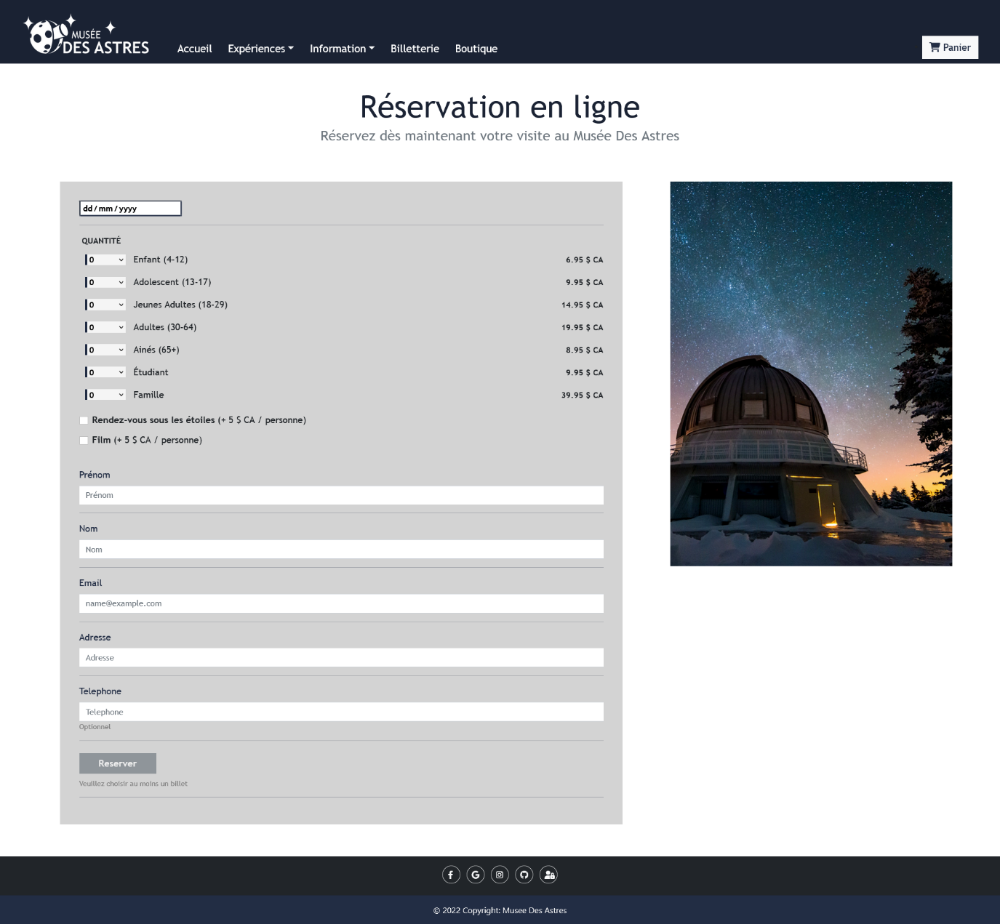 MUSÉE
DES ASTRES
Accueil Expériences Information Billetterie Boutique Panier
Réservation en ligne
Réservez dès maintenant votre visite au Musée Des Astres
dd / mm / yyyy
QUANTITÉ
0 Enfant (4-12) 6.95 $ CA
0 Adolescent (13-17) 9.95 $ CA
0 Jeunes Adultes (18-29) 14.95 $ CA
0 Adultes (30-64) 19.95 $ CA
0 Ainés (65+) 8.95 $ CA
0 Étudiant 9.95 $ CA
0 Famille 39.95 $ CA
Rendez-vous sous les étoiles (+ 5 $ CA / personne)
Film (+ 5 $ CA / personne)
Prénom
Prénom
Nom
Nom
Email
name@example.com
Adresse
Adresse
Telephone
Telephone
Optionnel
Reserver
Veuillez choisir au moins un billet
© 2022 Copyright: Musee Des Astres